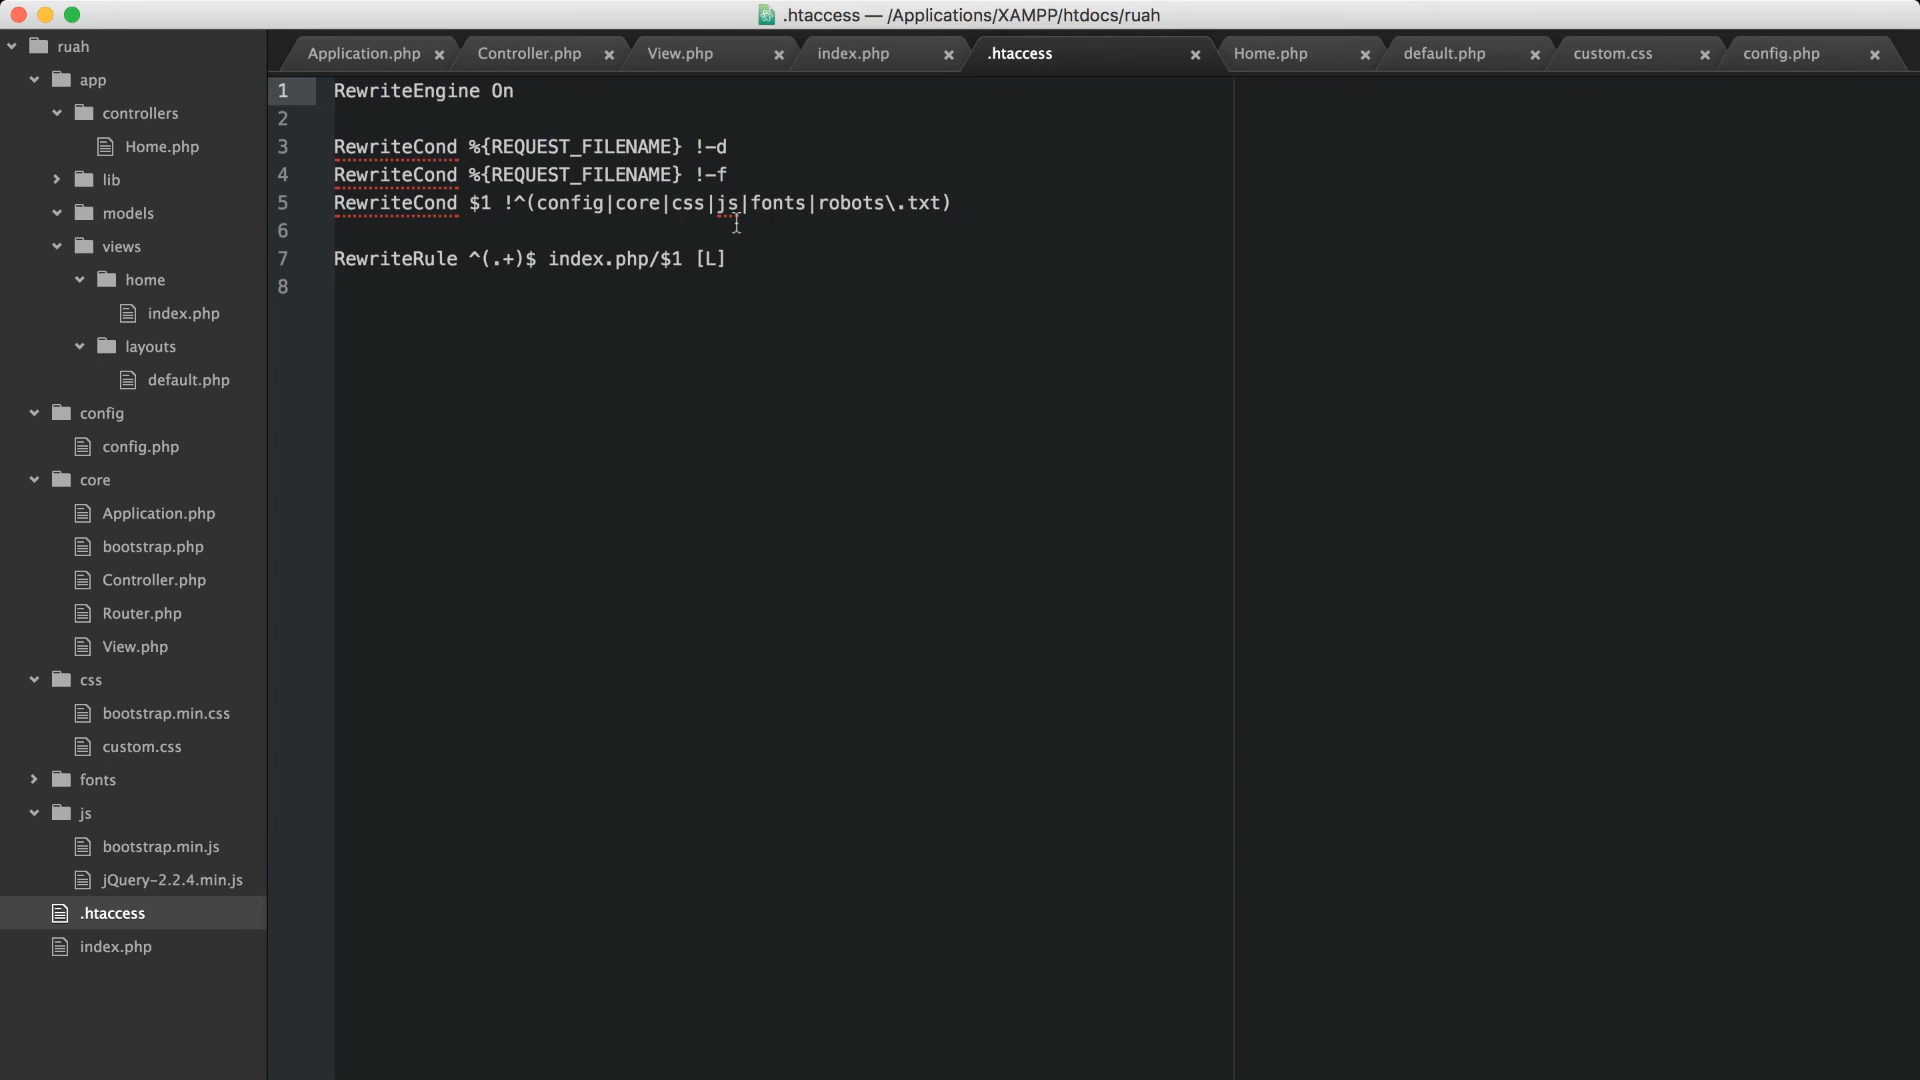 .htaccess — /Applications/XAMPP/htdocs/ruah
ruah
app
controllers
Home.php
lib
models
views
home
index.php
layouts
default.php
config
config.php
core
Application.php
bootstrap.php
Controller.php
Router.php
View.php
css
bootstrap.min.css
custom.css
fonts
js
bootstrap.min.js
jQuery-2.2.4.min.js
.htaccess
index.php
Application.php Controller.php View.php index.php .htaccess Home.php default.php custom.css config.php
1 RewriteEngine On
2
3 RewriteCond %{REQUEST_FILENAME} !-d
4 RewriteCond %{REQUEST_FILENAME} !-f
5 RewriteCond $1 !^(config|core|css|js|fonts|robots\.txt)
6
7 RewriteRule ^(.+)$ index.php/$1 [L]
8